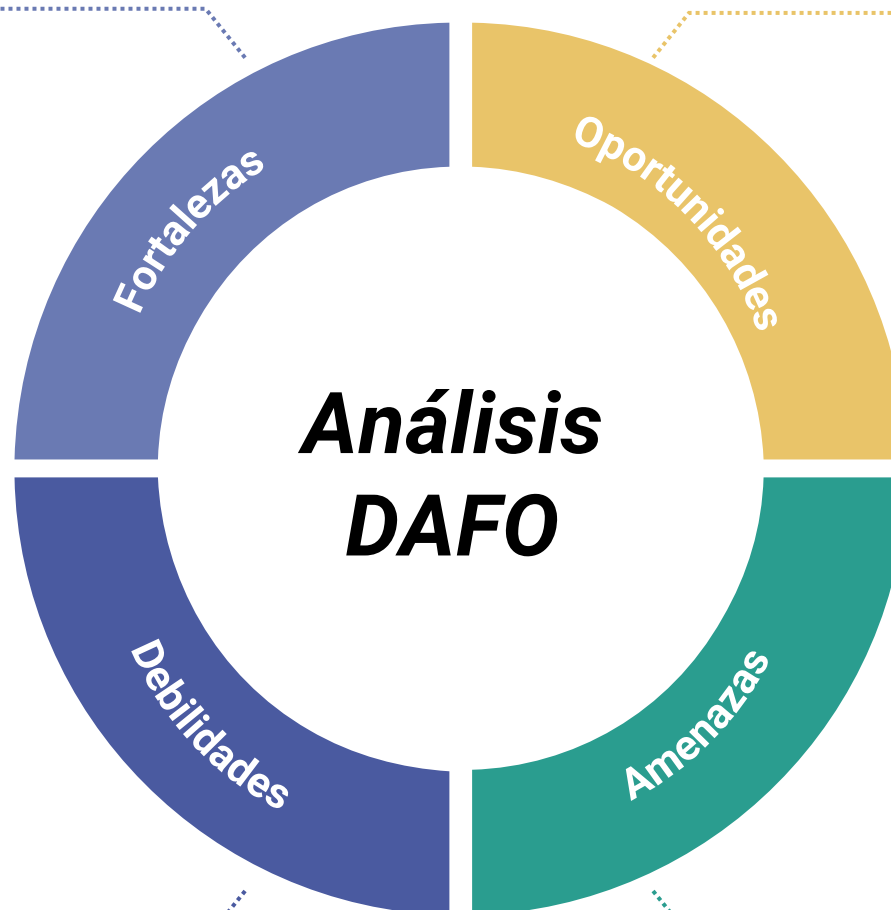 Fortalezas
Oportunidades
Análisis
DAFO
Debilidades
Amenazas